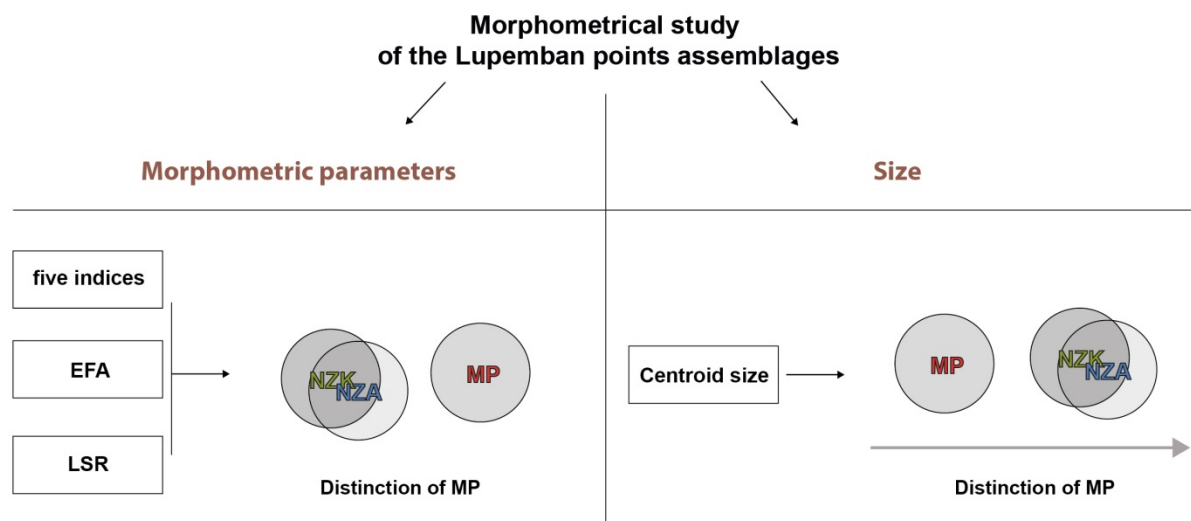 Morphometrical study
of the Lupemban points assemblages
Morphometric parameters
Size
five indices
EFA
LSR
NZK
NZA
MP
Distinction of MP
Centroid size
MP
NZK
NZA
Distinction of MP